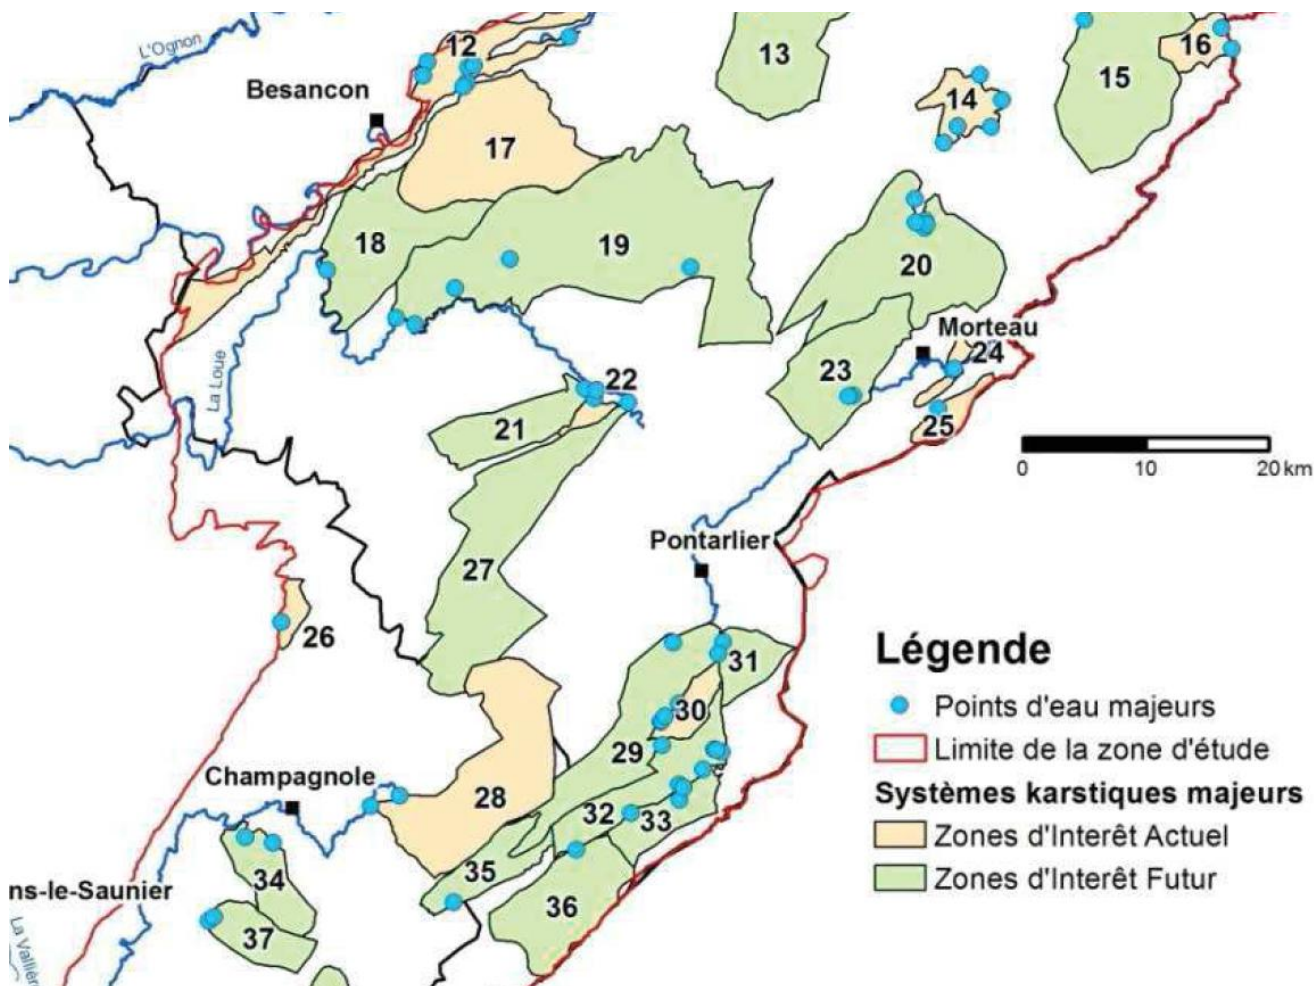 L'Ognon
12
13
16
15
Besancon
14
17
18
19
20
Morteau
24
La Loue
22
23
21
25
0 10 20 km
Pontarlier
27
26
31
30
29
Champagnole
28
32
33
35
34
ns-le-Saunier
36
37
La Vallièr
Légende
Points d'eau majeurs
Limite de la zone d'étude
Systèmes karstiques majeurs
Zones d'Interêt Actuel
Zones d'Interêt Futur